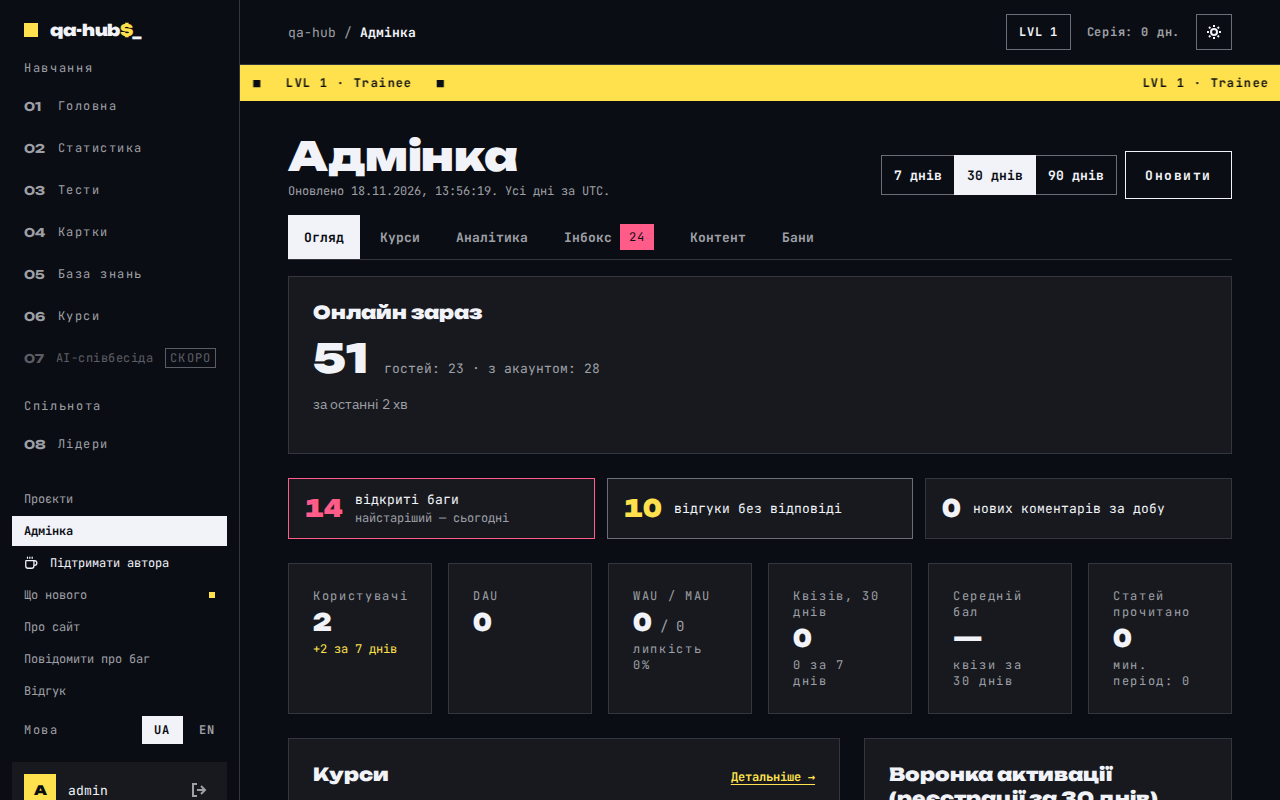 qa-hub$_
Навчання
01 Головна
02 Статистика
03 Тести
04 Картки
05 База знань
06 Курси
07 AI-співбесіда СКОРО
Спільнота
08 Лідери
Проєкти
Адмінка
Підтримати автора
Що нового
Про сайт
Повідомити про баг
Відгук
Мова UA EN
A admin
qa-hub / Адмінка
LVL 1 Серія: 0 дн.
LVL 1 · Trainee LVL 1 · Trainee
Адмінка
Оновлено 18.11.2026, 13:56:19. Усі дні за UTC.
7 днів 30 днів 90 днів Оновити
Огляд Курси Аналітика Інбокс 24 Контент Бани
Онлайн зараз
51 гостей: 23 · з акаунтом: 28
за останні 2 хв
14 відкриті баги
найстаріший — сьогодні
10 відгуки без відповіді
0 нових коментарів за добу
Користувачі
2
+2 за 7 днів
DAU
0
WAU / MAU
0 / 0
липкість
0%
Квізів, 30
днів
0
0 за 7
днів
Середній
бал
—
квізи за
30 днів
Статей
прочитано
0
мин.
період: 0
Курси
Детальніше →
Воронка активації
(реєстрації за 30 днів)